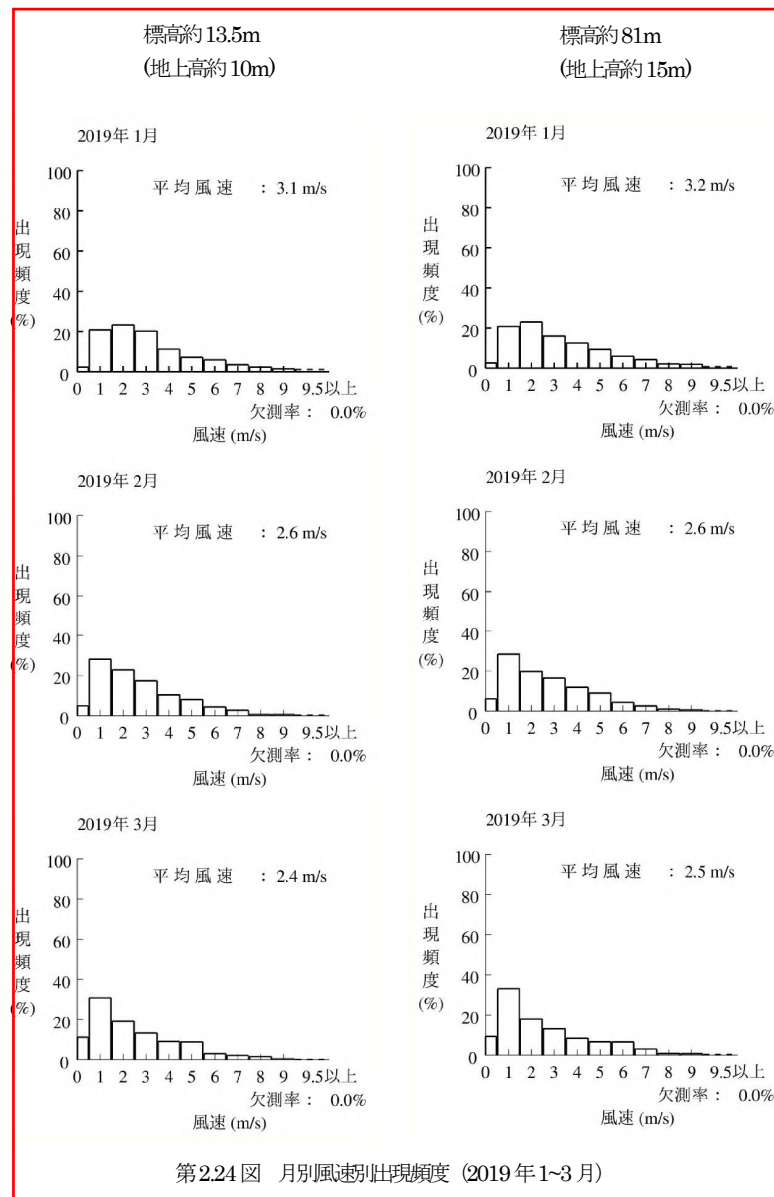 標高約13.5m
(地上高約10m)
標高約81m
(地上高約15m)
2019年 1月
平均風速 : 3.1 m/s
出現頻度(%)
100
80
60
40
20
0
0 1 2 3 4 5 6 7 8 9 9.5以上
欠測率: 0.0%
風速 (m/s)
2019年 1月
平均風速 : 3.2 m/s
出現頻度(%)
100
80
60
40
20
0
0 1 2 3 4 5 6 7 8 9 9.5以上
欠測率: 0.0%
風速 (m/s)
2019年 2月
平均風速 : 2.6 m/s
出現頻度(%)
100
80
60
40
20
0
0 1 2 3 4 5 6 7 8 9 9.5以上
欠測率: 0.0%
風速 (m/s)
2019年 2月
平均風速 : 2.6 m/s
出現頻度(%)
100
80
60
40
20
0
0 1 2 3 4 5 6 7 8 9 9.5以上
欠測率: 0.0%
風速 (m/s)
2019年 3月
平均風速 : 2.4 m/s
出現頻度(%)
100
80
60
40
20
0
0 1 2 3 4 5 6 7 8 9 9.5以上
欠測率: 0.0%
風速 (m/s)
2019年 3月
平均風速 : 2.5 m/s
出現頻度(%)
100
80
60
40
20
0
0 1 2 3 4 5 6 7 8 9 9.5以上
欠測率: 0.0%
風速 (m/s)
第2.24図 月別風速別出現頻度 (2019年1~3月)